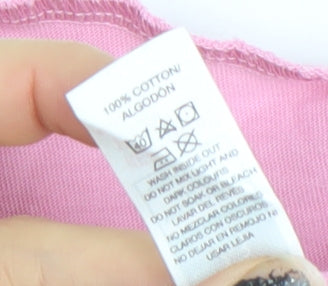 100% COTTON/
ALGODÓN
40
WASH INSIDE OUT
DO NOT MIX LIGHT AND
DARK COLOURS
DO NOT SOAK OR BLEACH
LAVAR DEL REVES
NO MEZCLAR COLORES
CLAROS CON OSCUROS
NO DEJAR EN REMOJO NI
USAR LEJIA